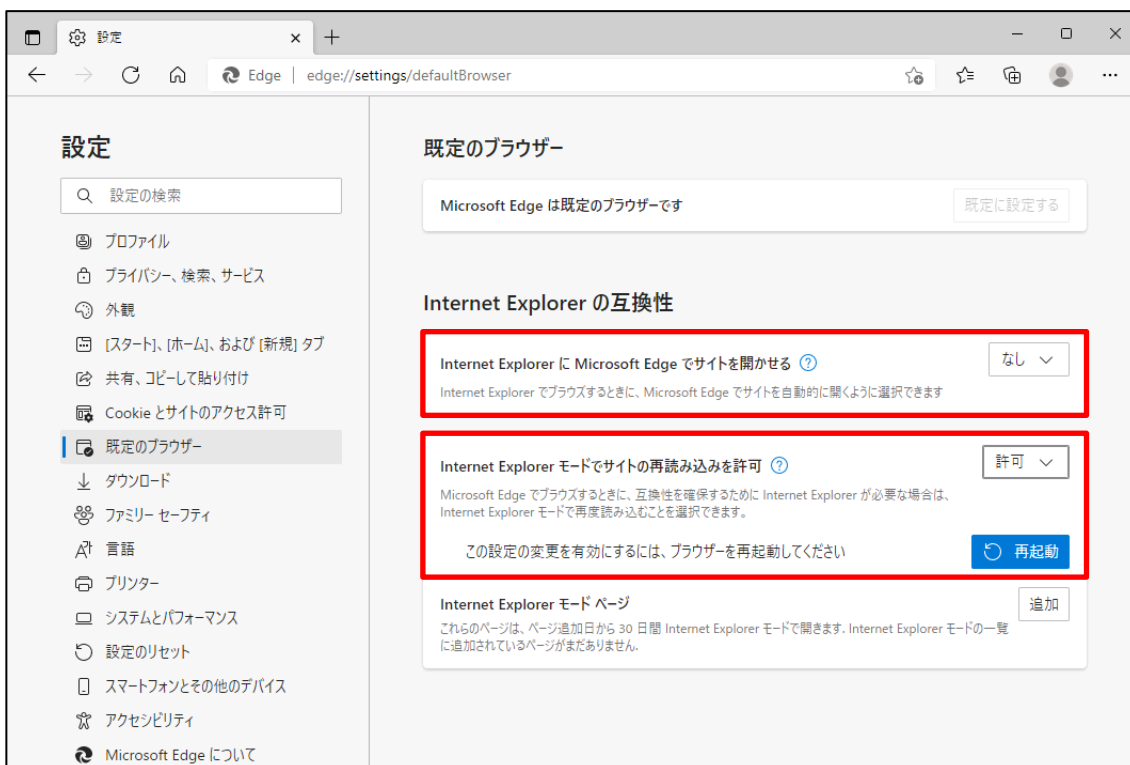 設定
Edge | edge://settings/defaultBrowser
設定
設定の検索
プロファイル
プライバシー、検索、サービス
外観
[スタート]、[ホーム]、および [新規] タブ
共有、コピーして貼り付け
Cookie とサイトのアクセス許可
既定のブラウザー
ダウンロード
ファミリー セーフティ
言語
プリンター
システムとパフォーマンス
設定のリセット
スマートフォンとその他のデバイス
アクセシビリティ
Microsoft Edge について
既定のブラウザー
Microsoft Edge は既定のブラウザーです
既定に設定する
Internet Explorer の互換性
Internet Explorer に Microsoft Edge でサイトを開かせる
なし
Internet Explorer でブラウズするときに、Microsoft Edge でサイトを自動的に開くように選択できます
Internet Explorer モードでサイトの再読み込みを許可
許可
Microsoft Edge でブラウズするときに、互換性を確保するために Internet Explorer が必要な場合は、
Internet Explorer モードで再度読み込むことを選択できます。
この設定の変更を有効にするには、ブラウザーを再起動してください
再起動
Internet Explorer モード ページ
追加
これらのページは、ページ追加日から 30 日間 Internet Explorer モードで開きます. Internet Explorer モードの一覧
に追加されているページがまだありません.